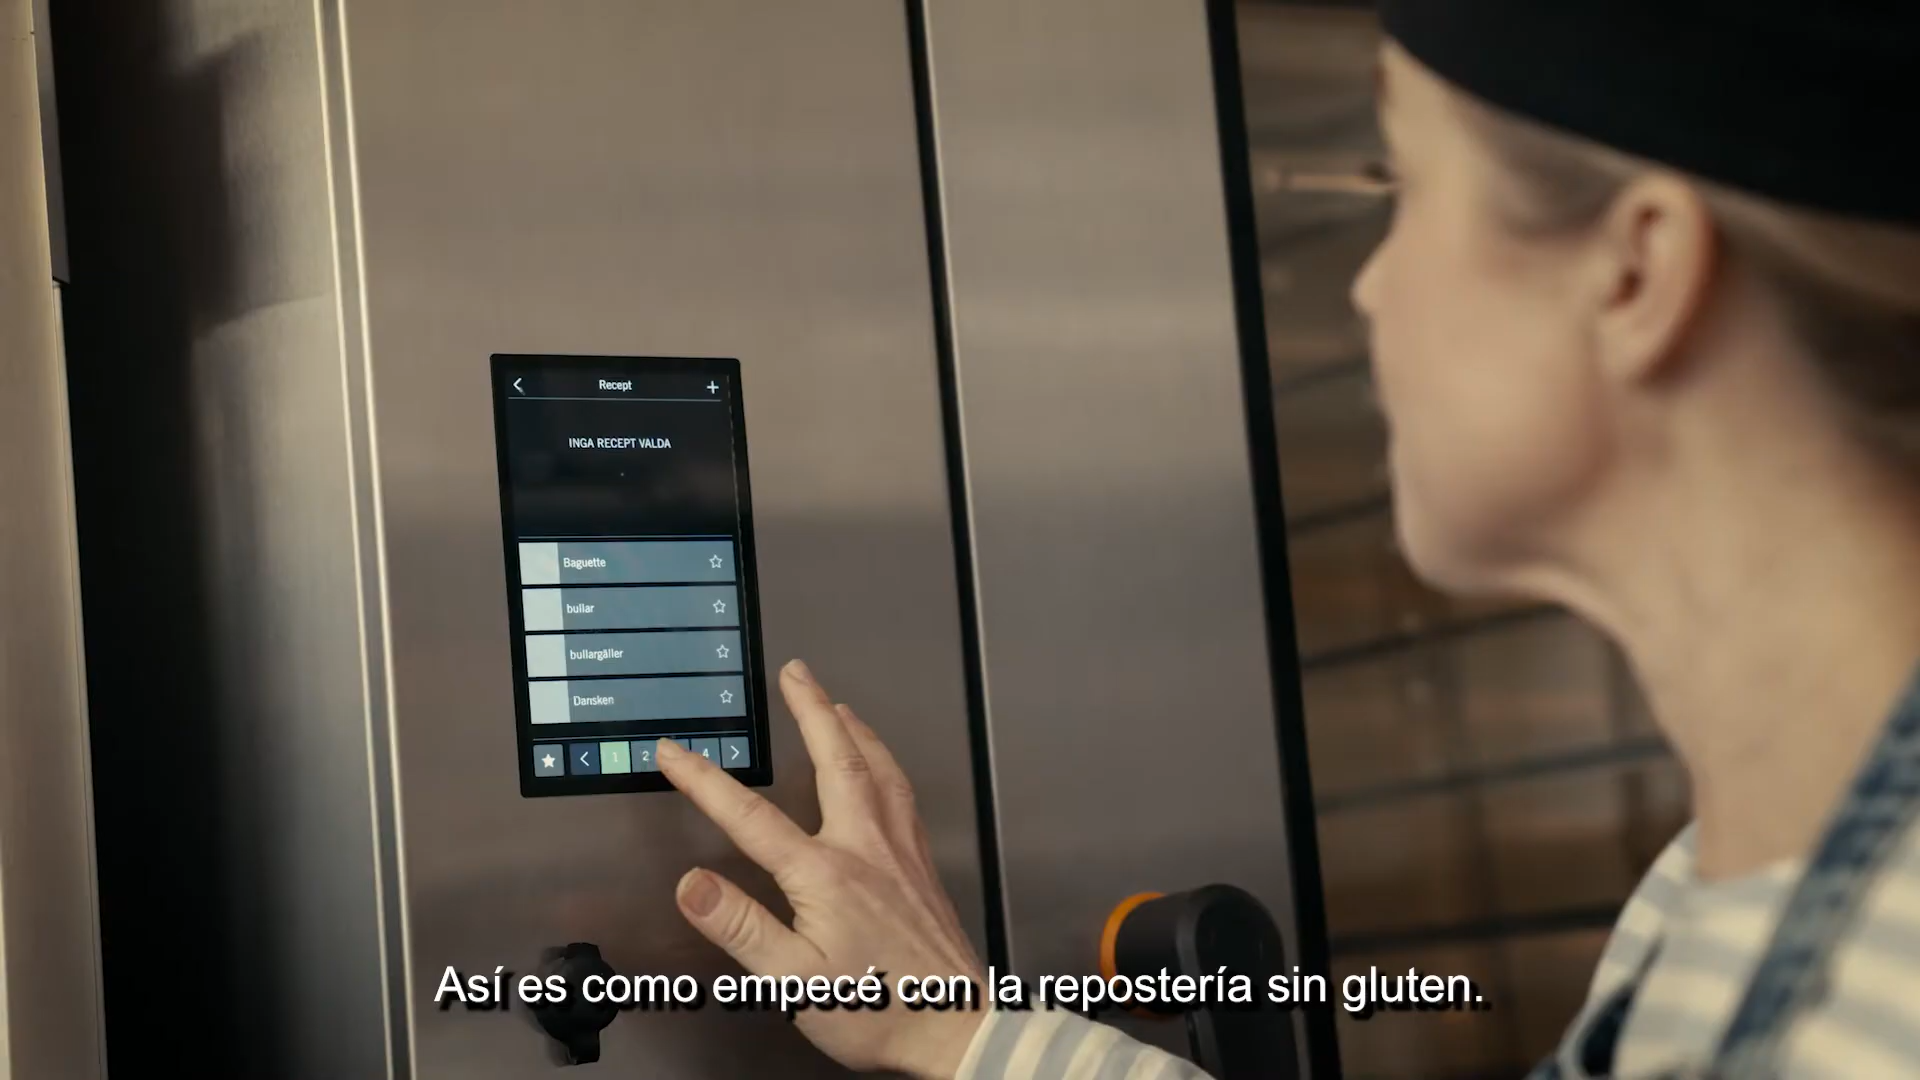 Recept
INGA RECEPT VALDA
Baguette
bullar
bullargåller
Dansken
1 2 4
Así es como empecé con la repostería sin gluten.